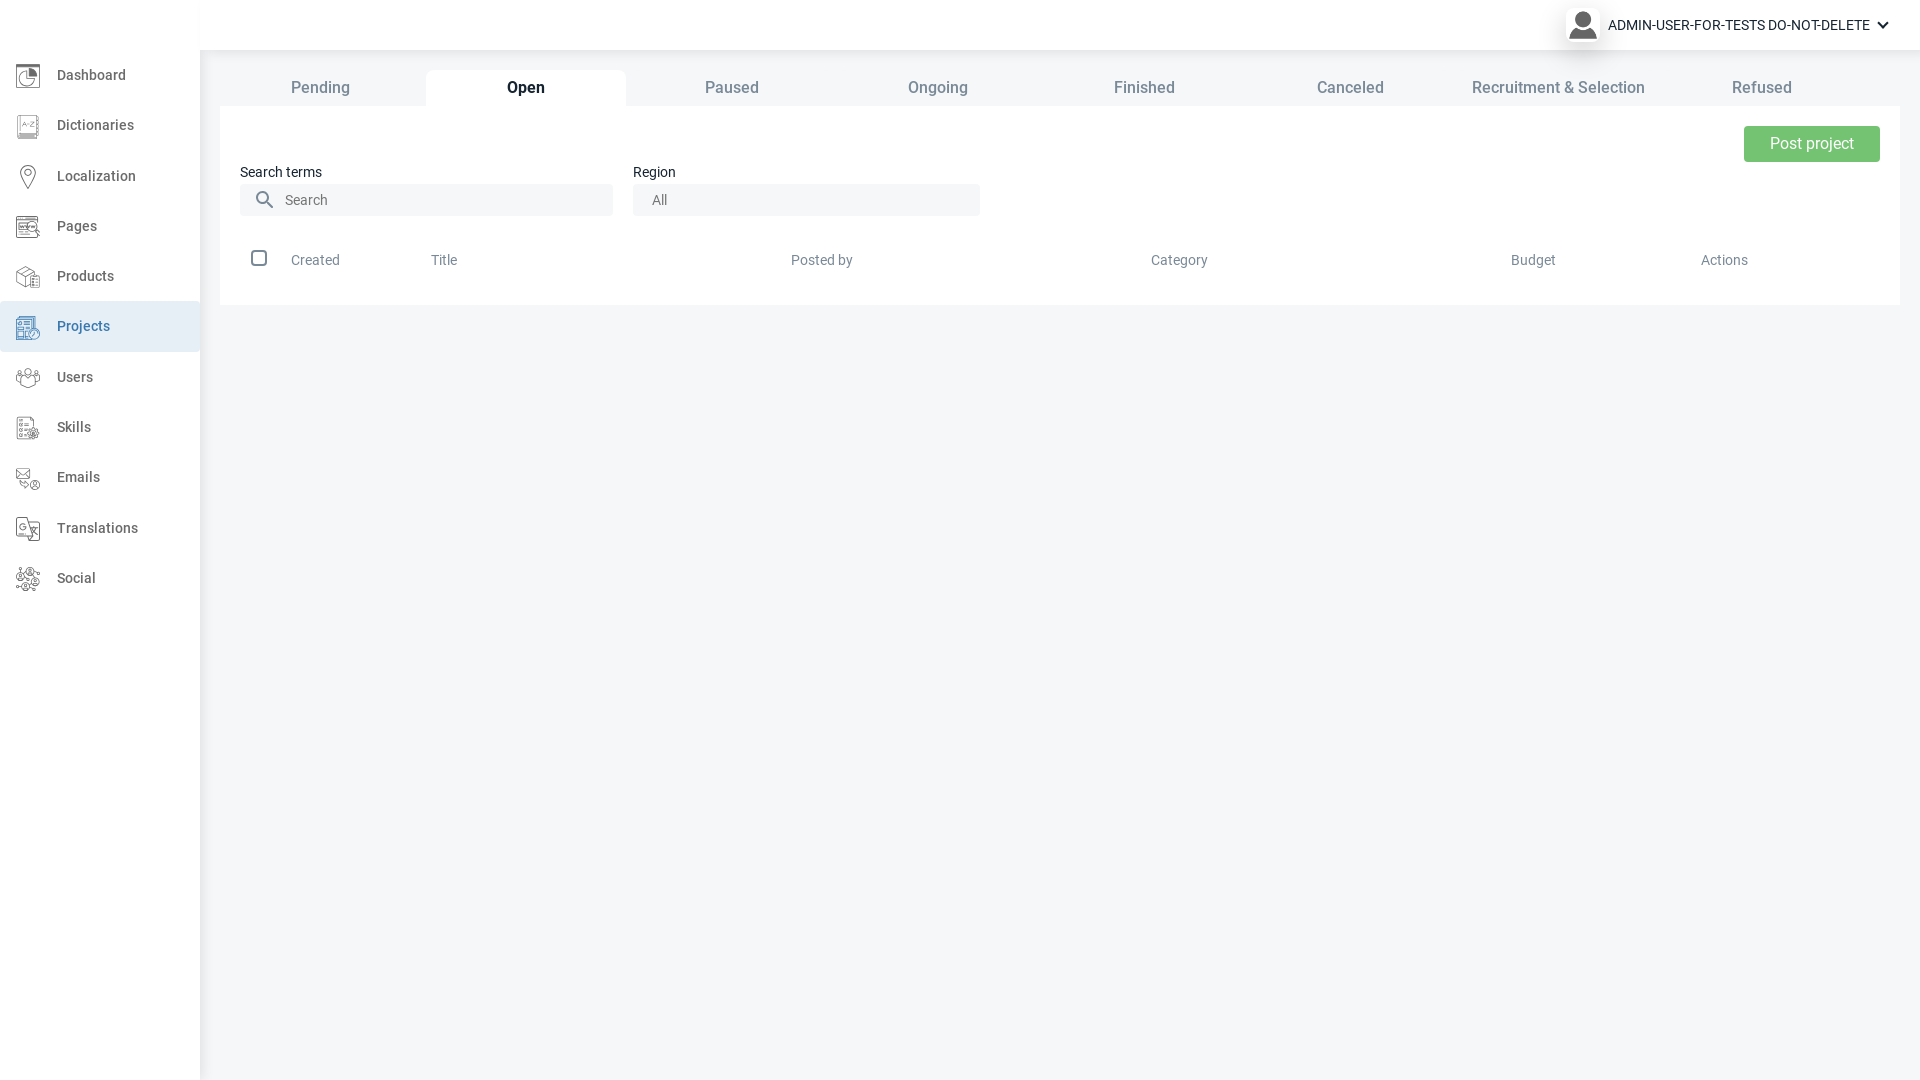 ADMIN-USER-FOR-TESTS DO-NOT-DELETE
Dashboard
Dictionaries
Localization
Pages
Products
Projects
Users
Skills
Emails
Translations
Social
Pending
Open
Paused
Ongoing
Finished
Canceled
Recruitment & Selection
Refused
Post project
Search terms
Region
Search
All
Created
Title
Posted by
Category
Budget
Actions